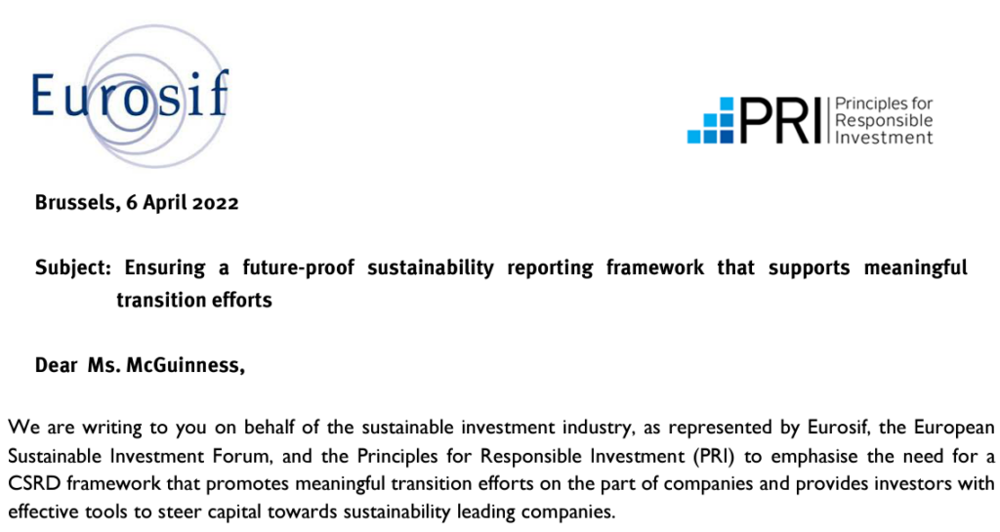 Eurosif
PRI
Principles for
Responsible
Investment
Brussels, 6 April 2022
Subject: Ensuring a future-proof sustainability reporting framework that supports meaningful
transition efforts
Dear Ms. McGuinness,
We are writing to you on behalf of the sustainable investment industry, as represented by Eurosif, the European
Sustainable Investment Forum, and the Principles for Responsible Investment (PRI) to emphasise the need for a
CSRD framework that promotes meaningful transition efforts on the part of companies and provides investors with
effective tools to steer capital towards sustainability leading companies.